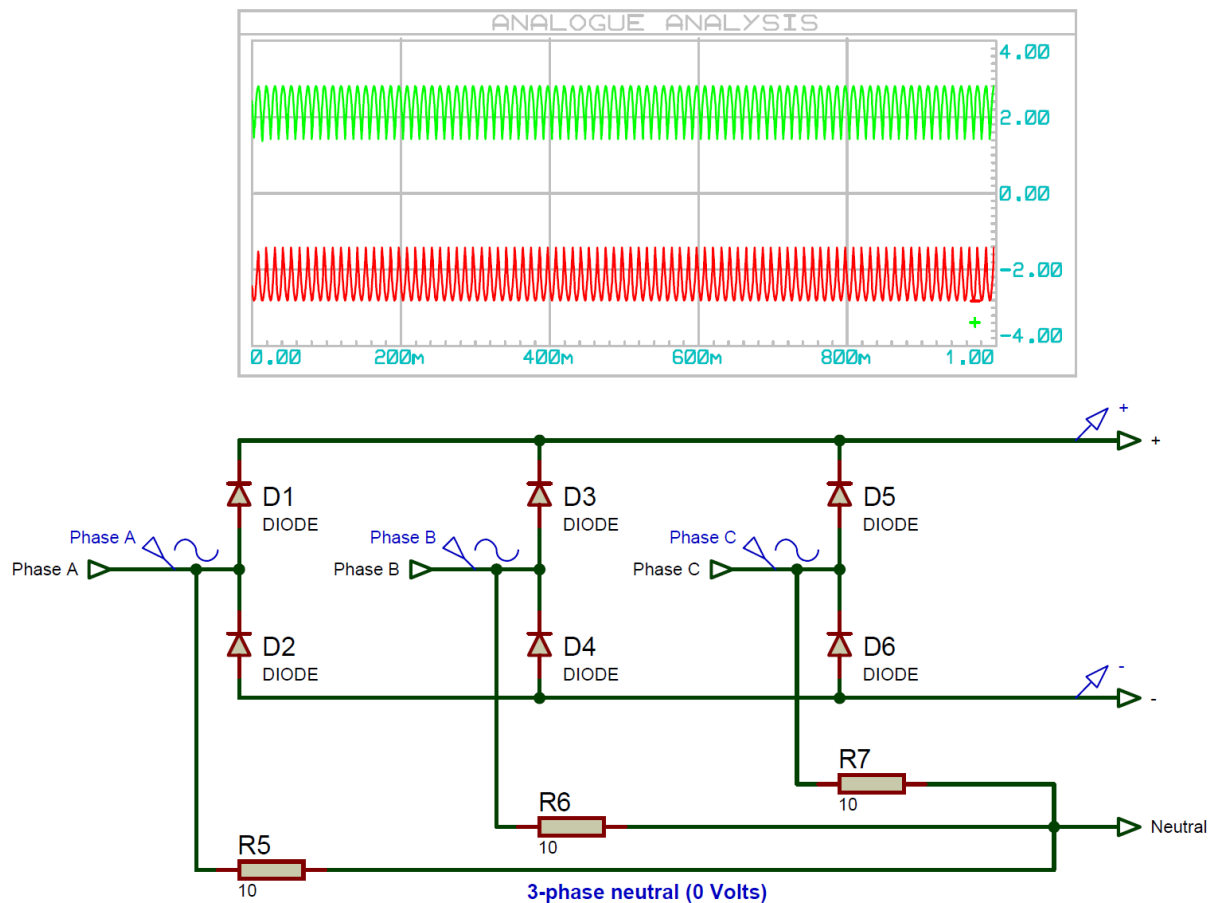 ANALOGUE ANALYSIS
4.00
2.00
0.00
-2.00
-4.00
0.00 200m 400m 600m 800m 1.00
+
+
D1
DIODE
D3
DIODE
D5
DIODE
Phase A
Phase B
Phase C
Phase A
Phase B
Phase C
D2
DIODE
D4
DIODE
D6
DIODE
-
-
R7
10
R6
10
Neutral
R5
10
3-phase neutral (0 Volts)